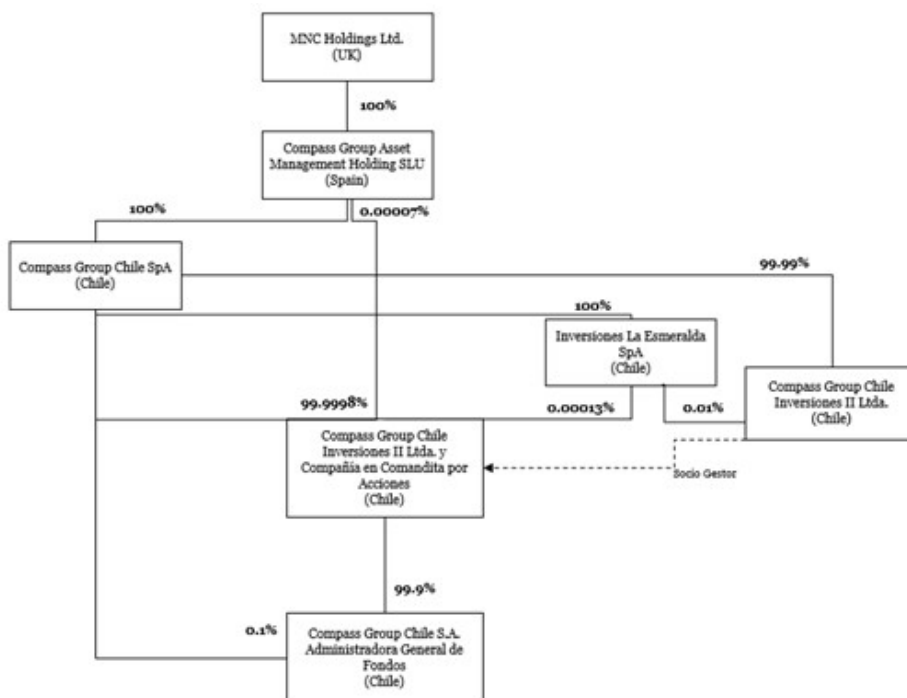 MNC Holdings Ltd.
(UK)
100%
Compass Group Asset
Management Holding SLU
(Spain)
100%
0.00007%
Compass Group Chile SpA
(Chile)
99.99%
100%
Inversiones La Esmeralda
SpA
(Chile)
Compass Group Chile
Inversiones II Ltda.
(Chile)
99.9998%
0.00013%
0.01%
Compass Group Chile
Inversiones II Ltda. y
Compañía en Comandita por
Acciones
(Chile)
Socio Gestor
99.9%
0.1%
Compass Group Chile S.A.
Administradora General de
Fondos
(Chile)